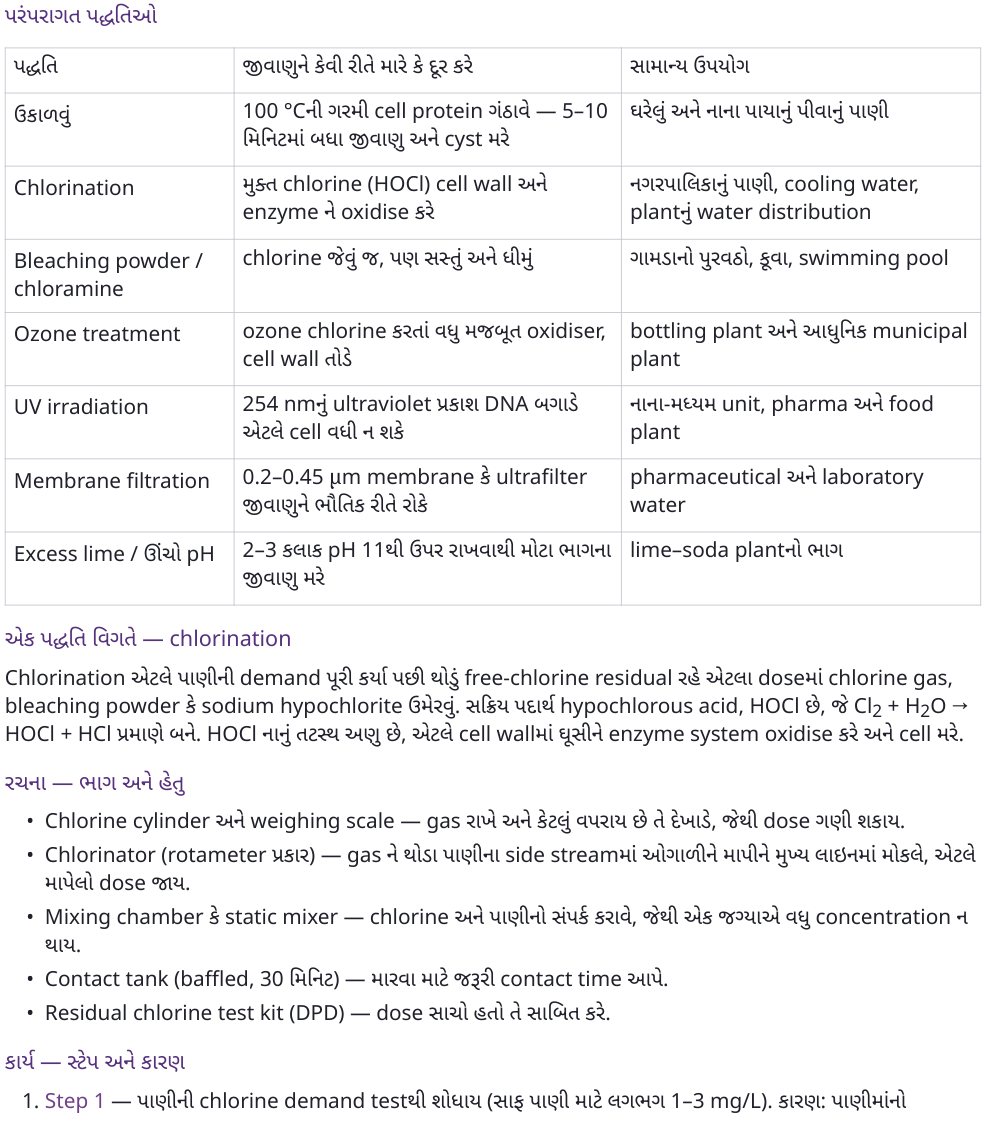 પરંપરાગત પદ્ધતિઓ
પદ્ધતિ
જીવાણુને કેવી રીતે મારે કે દૂર કરે
સામાન્ય ઉપયોગ
ઉકાળવું
100 °Cની ગરમી cell protein ગંઠાવે — 5–10
મિનિટમાં બધા જીવાણુ અને cyst મરે
ઘરેલું અને નાના પાયાનું પીવાનું પાણી
Chlorination
મુક્ત chlorine (HOCl) cell wall અને
enzyme ને oxidise કરે
નગરપાલિકાનું પાણી, cooling water,
plantનું water distribution
Bleaching powder /
chloramine
chlorine જેવું જ, પણ સસ્તું અને ધીમું
ગામડાનો પુરવઠો, કૂવા, swimming pool
Ozone treatment
ozone chlorine કરતાં વધુ મજબૂત oxidiser,
cell wall તોડે
bottling plant અને આધુનિક municipal
plant
UV irradiation
254 nmનું ultraviolet પ્રકાશ DNA બગાડે
એટલે cell વધી ન શકે
નાના-મધ્યમ unit, pharma અને food
plant
Membrane filtration
0.2–0.45 µm membrane કે ultrafilter
જીવાણુને ભૌતિક રીતે રોકે
pharmaceutical અને laboratory
water
Excess lime / ઊંચો pH
2–3 કલાક pH 11થી ઉપર રાખવાથી મોટા ભાગના
જીવાણુ મરે
lime–soda plantનો ભાગ
એક પદ્ધતિ વિગતે — chlorination
Chlorination એટલે પાણીની demand પૂરી કર્યા પછી થોડું free-chlorine residual રહે એટલા doseમાં chlorine gas,
bleaching powder કે sodium hypochlorite ઉમેરવું. સક્રિય પદાર્થ hypochlorous acid, HOCl છે, જે Cl₂ + H₂O →
HOCl + HCl પ્રમાણે બને. HOCl નાનું તટસ્થ અણુ છે, એટલે cell wallમાં ઘૂસીને enzyme system oxidise કરે અને cell મરે.
રચના — ભાગ અને હેતુ
• Chlorine cylinder અને weighing scale — gas રાખે અને કેટલું વપરાય છે તે દેખાડે, જેથી dose ગણી શકાય.
• Chlorinator (rotameter પ્રકાર) — gas ને થોડા પાણીના side streamમાં ઓગાળીને માપીને મુખ્ય લાઇનમાં મોકલે, એટલે
માપેલો dose જાય.
• Mixing chamber કે static mixer — chlorine અને પાણીનો સંપર્ક કરાવે, જેથી એક જગ્યાએ વધુ concentration ન
થાય.
• Contact tank (baffled, 30 મિનિટ) — મારવા માટે જરૂરી contact time આપે.
• Residual chlorine test kit (DPD) — dose સાચો હતો તે સાબિત કરે.
કાર્ય — સ્ટેપ અને કારણ
1. Step 1 — પાણીની chlorine demand testથી શોધાય (સાફ પાણી માટે લગભગ 1–3 mg/L). કારણ: પાણીમાંનો